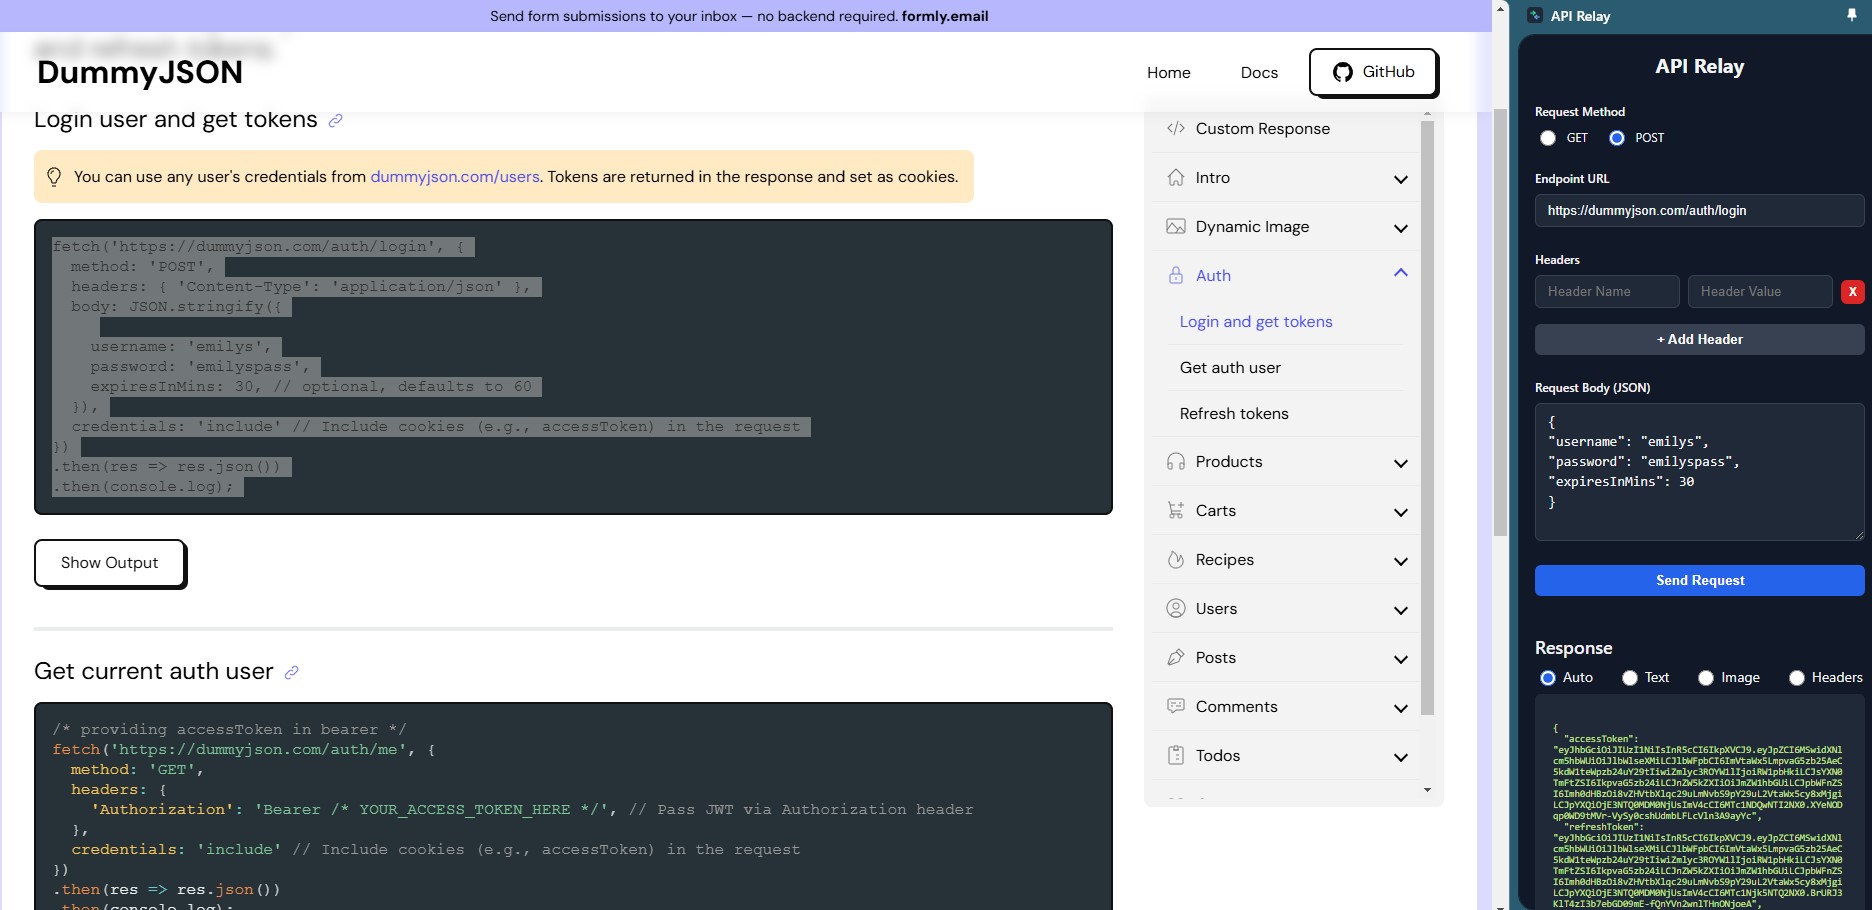 Send form submissions to your inbox — no backend required. formly.email
and refresh tokens.
DummyJSON
Home
Docs
GitHub
Login user and get tokens
You can use any user's credentials from dummyjson.com/users. Tokens are returned in the response and set as cookies.
fetch('https://dummyjson.com/auth/login', {
  method: 'POST',
  headers: { 'Content-Type': 'application/json' },
  body: JSON.stringify({
    username: 'emilys',
    password: 'emilyspass',
    expiresInMins: 30, // optional, defaults to 60
  }),
  credentials: 'include' // Include cookies (e.g., accessToken) in the request
})
.then(res => res.json())
.then(console.log);
Show Output
Get current auth user
/* providing accessToken in bearer */
fetch('https://dummyjson.com/auth/me', {
  method: 'GET',
  headers: {
    'Authorization': 'Bearer /* YOUR_ACCESS_TOKEN_HERE */', // Pass JWT via Authorization header
  },
  credentials: 'include' // Include cookies (e.g., accessToken) in the request
})
.then(res => res.json())
.then(console.log);
Custom Response
Intro
Dynamic Image
Auth
Login and get tokens
Get auth user
Refresh tokens
Products
Carts
Recipes
Users
Posts
Comments
Todos
API Relay
API Relay
Request Method
GET
POST
Endpoint URL
https://dummyjson.com/auth/login
Headers
Header Name
Header Value
X
+ Add Header
Request Body (JSON)
{
"username": "emilys",
"password": "emilyspass",
"expiresInMins": 30
}
Send Request
Response
Auto
Text
Image
Headers
{
  "accessToken":
  "refreshToken":